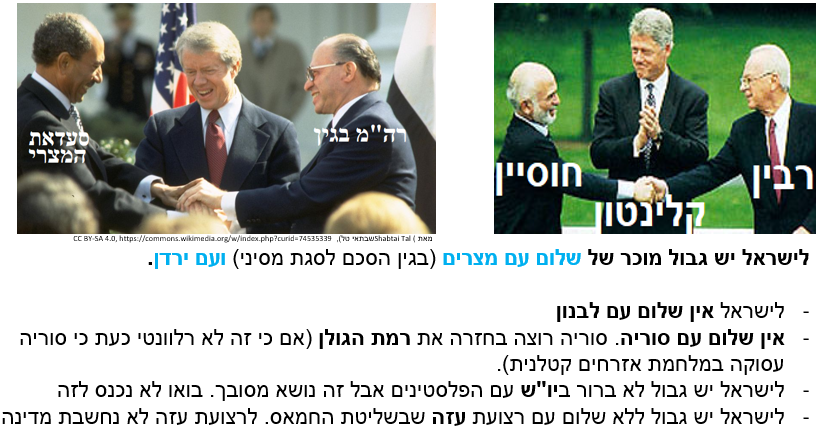 סעדאת
המצרי
רה"מ בגין
חוסיין
קלינטון
רבין
מאת ) Shabtai Talשבתאי טל), CC BY-SA 4.0, https://commons.wikimedia.org/w/index.php?curid=74535339
לישראל יש גבול מוכר של שלום עם מצרים (בגין הסכם לסגת מסיני) ועם ירדן.
- לישראל אין שלום עם לבנון
- אין שלום עם סוריה. סוריה רוצה בחזרה את רמת הגולן (אם כי זה לא רלוונטי כעת כי סוריה
עסוקה במלחמת אזרחים קטלנית).
- לישראל יש גבול לא ברור ביו"ש עם הפלסטינים אבל זה נושא מסובך. בואו לא נכנס לזה
- לישראל יש גבול ללא שלום עם רצועת עזה שבשליטת החמאס. לרצועת עזה לא נחשבת מדינה